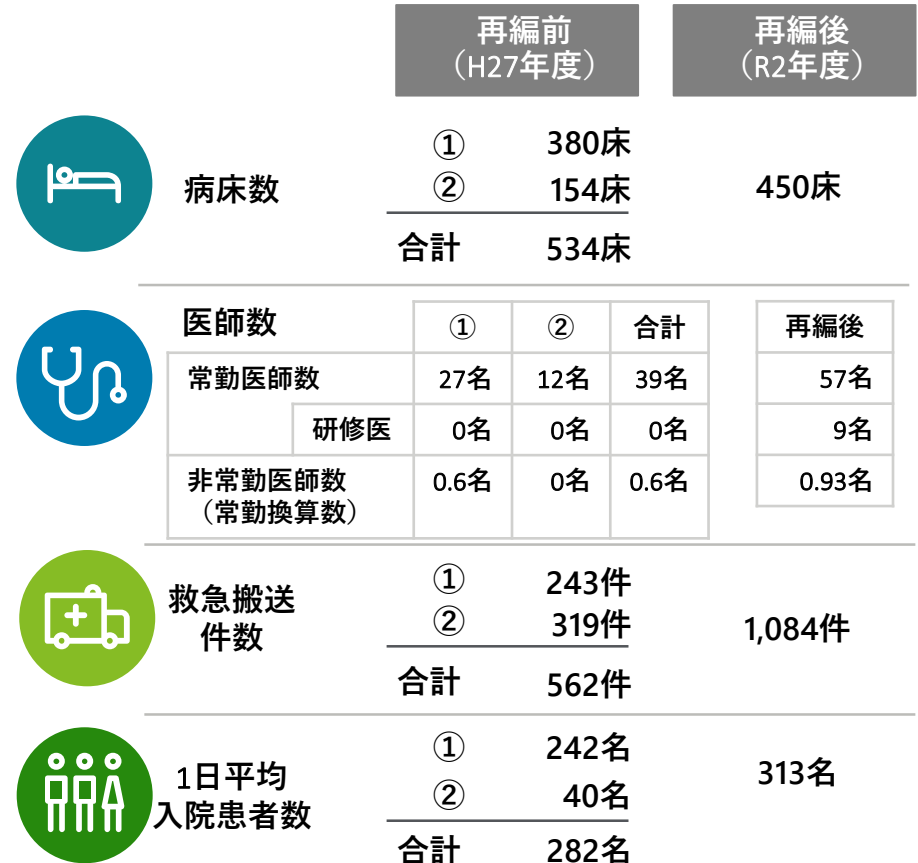 再編前
（H27年度）
再編後
（R2年度）
病床数
① 380床
② 154床
合計 534床
450床
医師数
① ② 合計 再編後
常勤医師数 27名 12名 39名 57名
研修医 0名 0名 0名 9名
非常勤医師数
（常勤換算数）
0.6名 0名 0.6名 0.93名
救急搬送
件数
① 243件
② 319件
合計 562件
1,084件
1日平均
入院患者数
① 242名
② 40名
合計 282名
313名